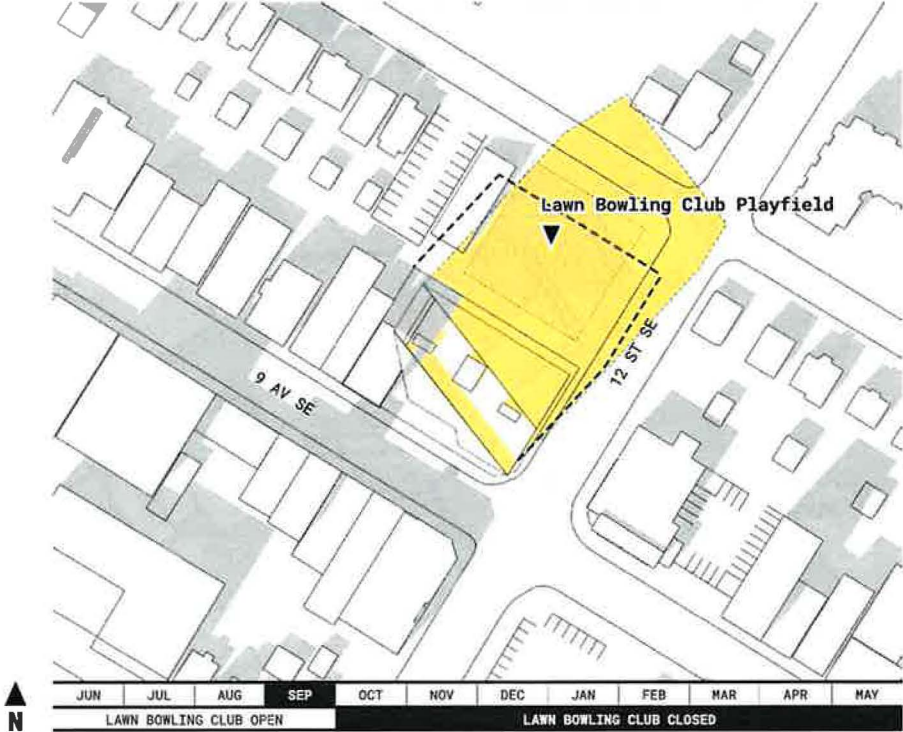 Lawn Bowling Club Playfield
12 ST SE
9 AV SE
JUN JUL AUG SEP OCT NOV DEC JAN FEB MAR APR MAY
N
LAWN BOWLING CLUB OPEN LAWN BOWLING CLUB CLOSED